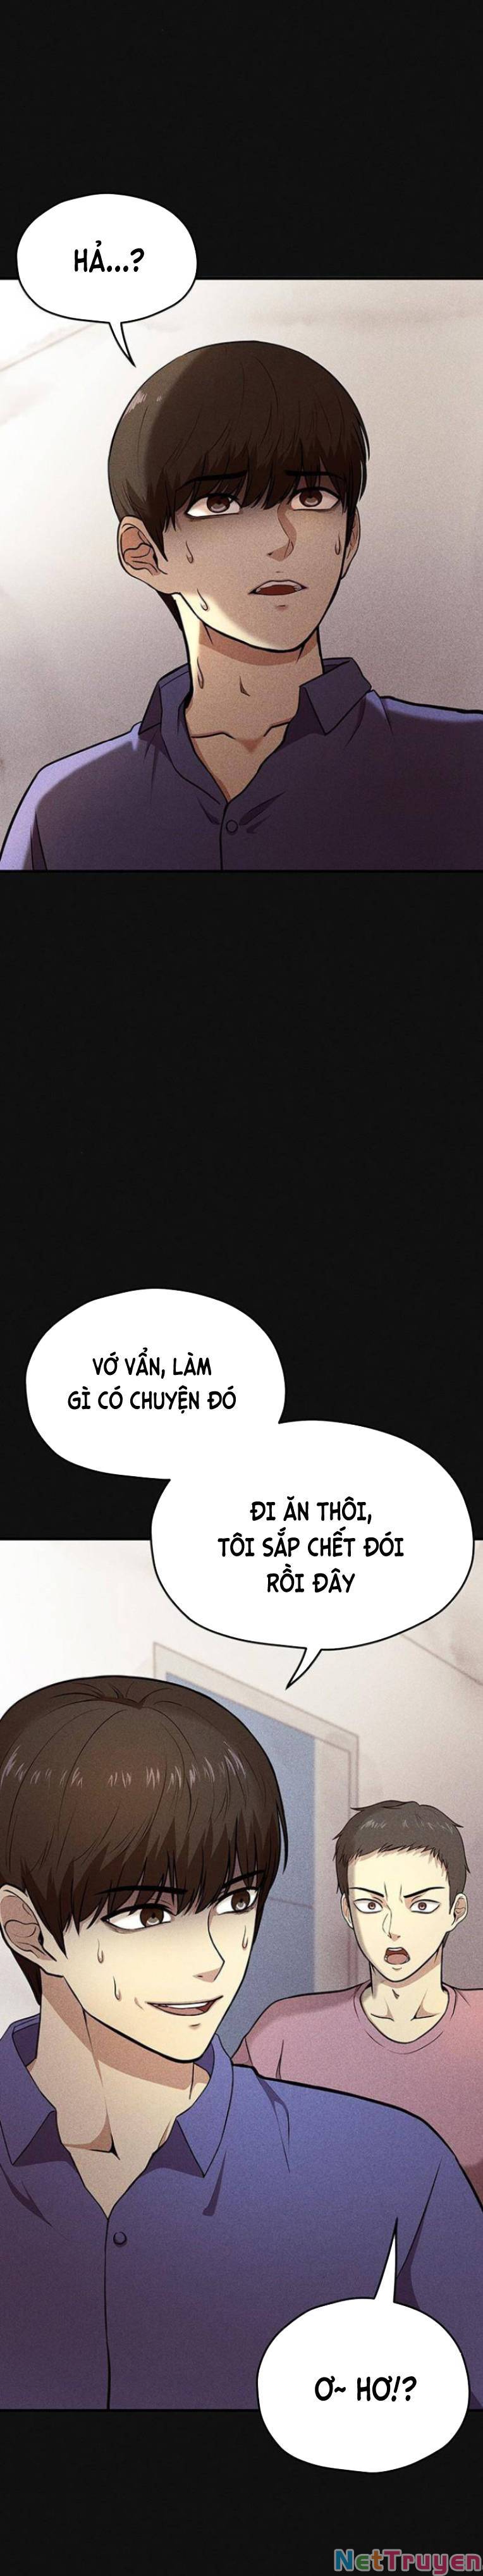 HẢ...?
VỚ VẨN, LÀM
GÌ CÓ CHUYỆN ĐÓ
ĐI ĂN THÔI,
TÔI SẮP CHẾT ĐÓI
RỒI ĐÂY
Ơ~ HƠ!?
NetTruyen